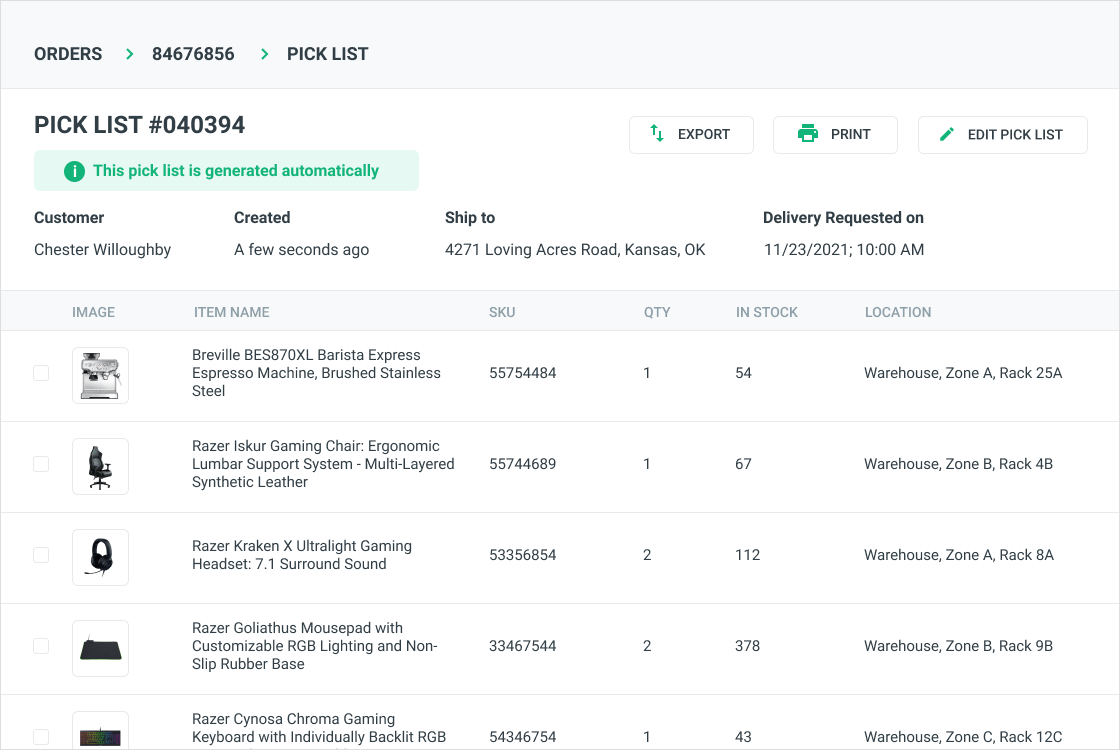 ORDERS > 84676856 > PICK LIST
PICK LIST #040394
EXPORT
PRINT
EDIT PICK LIST
This pick list is generated automatically
Customer Created Ship to Delivery Requested on
Chester Willoughby A few seconds ago 4271 Loving Acres Road, Kansas, OK 11/23/2021; 10:00 AM
IMAGE ITEM NAME SKU QTY IN STOCK LOCATION
Breville BES870XL Barista Express
Espresso Machine, Brushed Stainless
Steel
55754484 1 54 Warehouse, Zone A, Rack 25A
Razer Iskur Gaming Chair: Ergonomic
Lumbar Support System - Multi-Layered
Synthetic Leather
55744689 1 67 Warehouse, Zone B, Rack 4B
Razer Kraken X Ultralight Gaming
Headset: 7.1 Surround Sound
53356854 2 112 Warehouse, Zone A, Rack 8A
Razer Goliathus Mousepad with
Customizable RGB Lighting and Non-
Slip Rubber Base
33467544 2 378 Warehouse, Zone B, Rack 9B
Razer Cynosa Chroma Gaming
Keyboard with Individually Backlit RGB
54346754 1 43 Warehouse, Zone C, Rack 12C